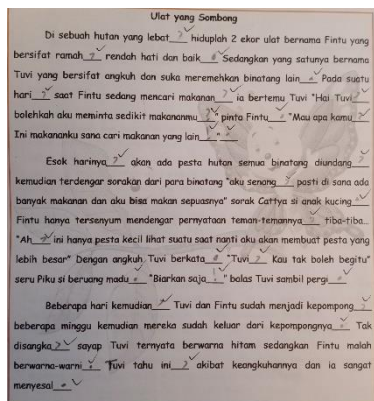 Ulat yang Sombong
Di sebuah hutan yang lebat , hiduplah 2 ekor ulat bernama Fintu yang
bersifat ramah , rendah hati dan baik . Sedangkan yang satunya bernama
Tuvi yang bersifat angkuh dan suka meremehkan binatang lain . Pada suatu
hari , saat Fintu sedang mencari makanan , ia bertemu Tuvi "Hai Tuvi
bolehkah aku meminta sedikit makananmu ?" pinta Fintu . "Mau apa kamu
Ini makananku sana cari makanan yang lain ! "
Esok harinya , akan ada pesta hutan semua binatang diundang
kemudian terdengar sorakan dari para binatang "aku senang pasti di sana ada
banyak makanan dan aku bisa makan sepuasnya" sorak Cattya si anak kucing
Fintu hanya tersenyum mendengar pernyataan teman-temannya , tiba-tiba...
"Ah ini hanya pesta kecil lihat suatu saat nanti aku akan membuat pesta yang
lebih besar" Dengan angkuh Tuvi berkata . "Tuvi , Kau tak boleh begitu"
seru Piku si beruang madu . "Biarkan saja ! " balas Tuvi sambil pergi
Beberapa hari kemudian , Tuvi dan Fintu sudah menjadi kepompong ,
beberapa minggu kemudian mereka sudah keluar dari kepompongnya . Tak
disangka , sayap Tuvi ternyata berwarna hitam sedangkan Fintu malah
berwarna-warni . Tuvi tahu ini , akibat keangkuhannya dan ia sangat
menyesal .